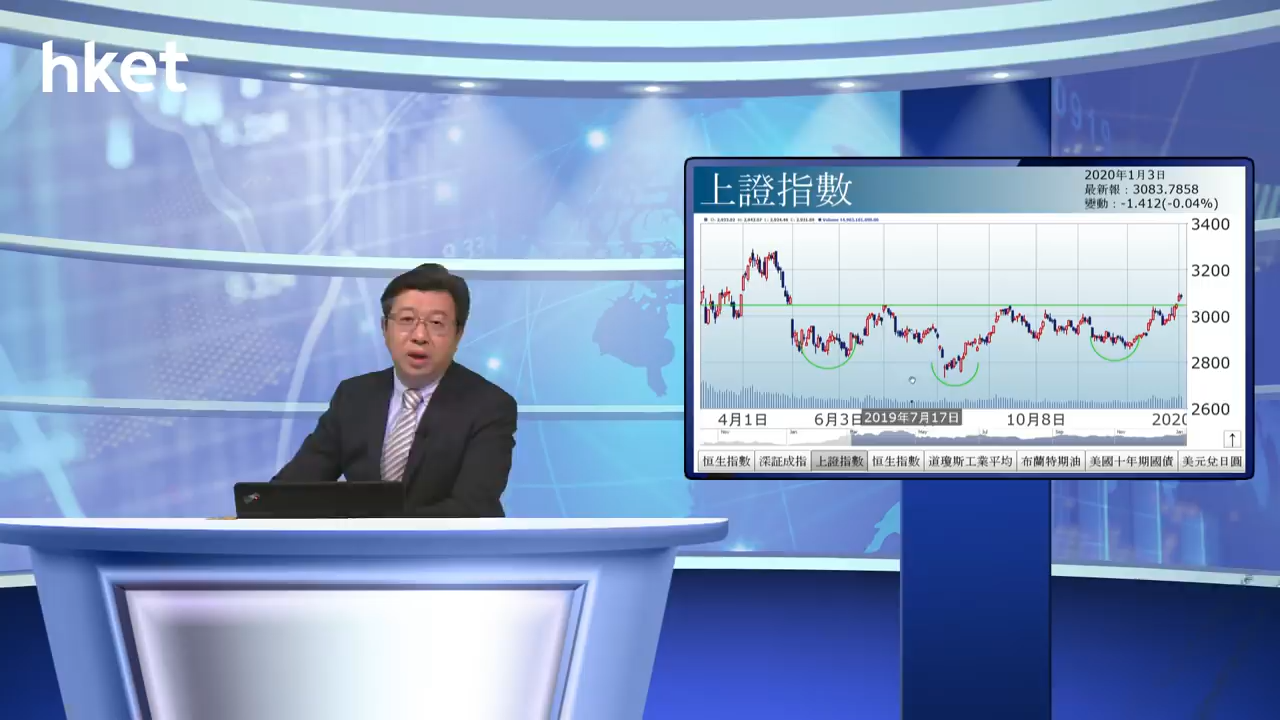 hket
上證指數
2020年1月3日
最新報：3083.7858
變動：-1.412(-0.04%)
3400
3200
3000
2800
2600
4月1日
6月3日
2019年7月17日
10月8日
2020
恒生指數
深証成指
上證指數
恒生指數
道瓊斯工業平均
布蘭特期油
美國十年期國債
美元兌日圓